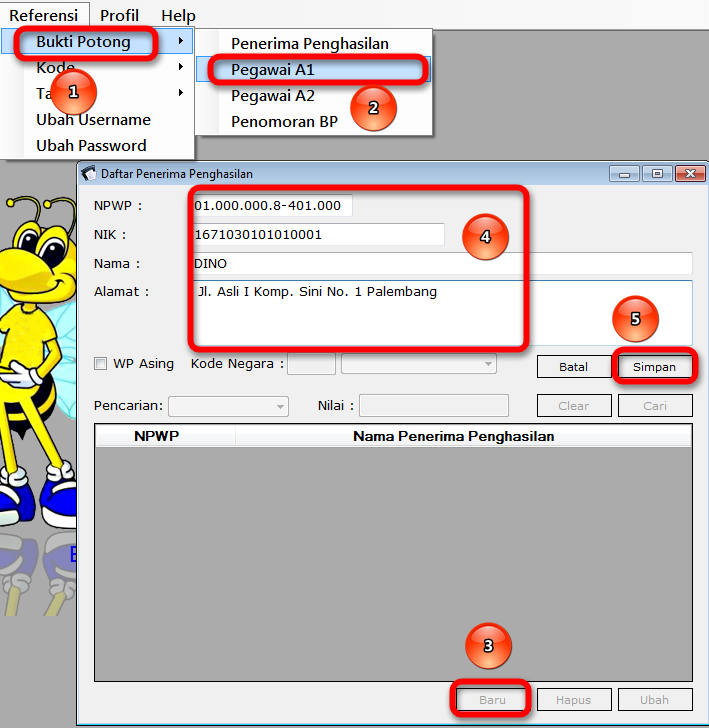 Referensi Profil Help
Bukti Potong
Kode
Ta
Ubah Username
Ubah Password
Penerima Penghasilan
Pegawai A1
Pegawai A2
Penomoran BP
1
2
Daftar Penerima Penghasilan
NPWP : 01.000.000.8-401.000
NIK : 1671030101010001
4
Nama : DINO
Alamat : Jl. Asli I Komp. Sini No. 1 Palembang
5
WP Asing Kode Negara :
Batal Simpan
Pencarian: Nilai : Clear Cari
NPWP Nama Penerima Penghasilan
3
Baru Hapus Ubah